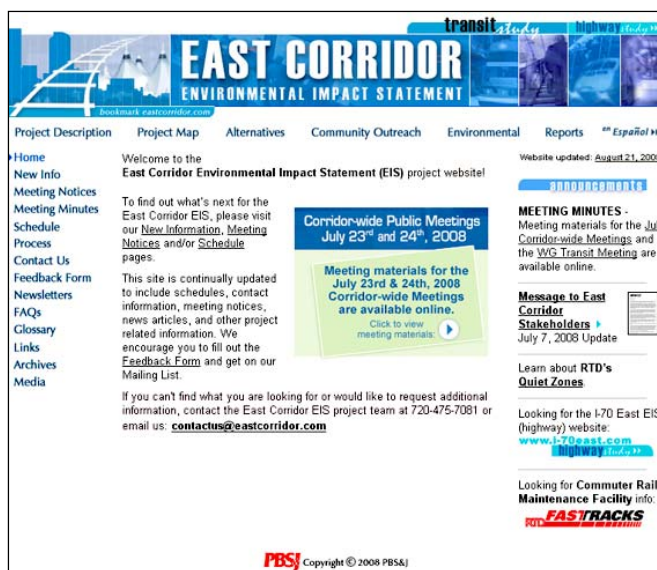 transit study highway study »
EAST CORRIDOR
ENVIRONMENTAL IMPACT STATEMENT
bookmark eastcorridor.com
Project Description Project Map Alternatives Community Outreach Environmental Reports en Español
Home
New Info
Meeting Notices
Meeting Minutes
Schedule
Process
Contact Us
Feedback Form
Newsletters
FAQs
Glossary
Links
Archives
Media
Welcome to the
East Corridor Environmental Impact Statement (EIS) project website!
To find out what's next for the
East Corridor EIS, please visit
our New Information, Meeting
Notices and/or Schedule
pages.
This site is continually updated
to include schedules, contact
information, meeting notices,
news articles, and other project
related information. We
encourage you to fill out the
Feedback Form and get on our
Mailing List.
Corridor-wide Public Meetings
July 23rd and 24th, 2008
Meeting materials for the
July 23rd & 24th, 2008
Corridor-wide Meetings
are available online.
Click to view
meeting materials:
If you can't find what you are looking for or would like to request additional
information, contact the East Corridor EIS project team at 720-475-7081 or
email us: contactus@eastcorridor.com
Website updated: August 21, 200
announcements
MEETING MINUTES -
Meeting materials for the Ju
Corridor-wide Meetings and
the WG Transit Meeting are
available online.
Message to East
Corridor
Stakeholders
July 7, 2008 Update
Learn about RTD's
Quiet Zones.
Looking for the I-70 East EIS
(highway) website:
www.i-70east.com
highway study »
Looking for Commuter Rail
Maintenance Facility info:
RTD FASTRACKS
PBSJ Copyright © 2008 PBS&J